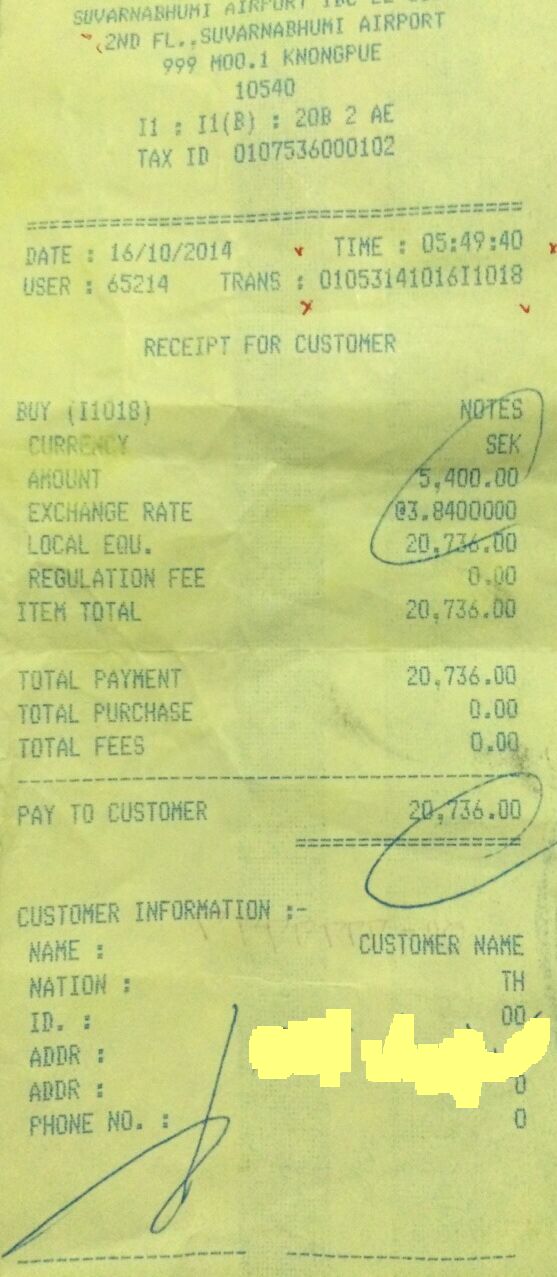 SUVARNABHUMI AIRPORT
2ND FL.,SUVARNABHUMI AIRPORT
999 MOO.1 KNONGPUE
10540
I1 : I1(B) : 20B 2 AE
TAX ID 0107536000102
DATE : 16/10/2014 TIME : 05:49:40
USER : 65214 TRANS : 01053141016I1018
RECEIPT FOR CUSTOMER
BUY (I1018) NOTES
CURRENCY SEK
AMOUNT 5,400.00
EXCHANGE RATE @3.8400000
LOCAL EQU. 20,736.00
REGULATION FEE 0.00
ITEM TOTAL 20,736.00
TOTAL PAYMENT 20,736.00
TOTAL PURCHASE 0.00
TOTAL FEES 0.00
PAY TO CUSTOMER 20,736.00
CUSTOMER INFORMATION :-
NAME : CUSTOMER NAME
NATION : TH
ID. : 00
ADDR :
ADDR : 0
PHONE NO. : 0